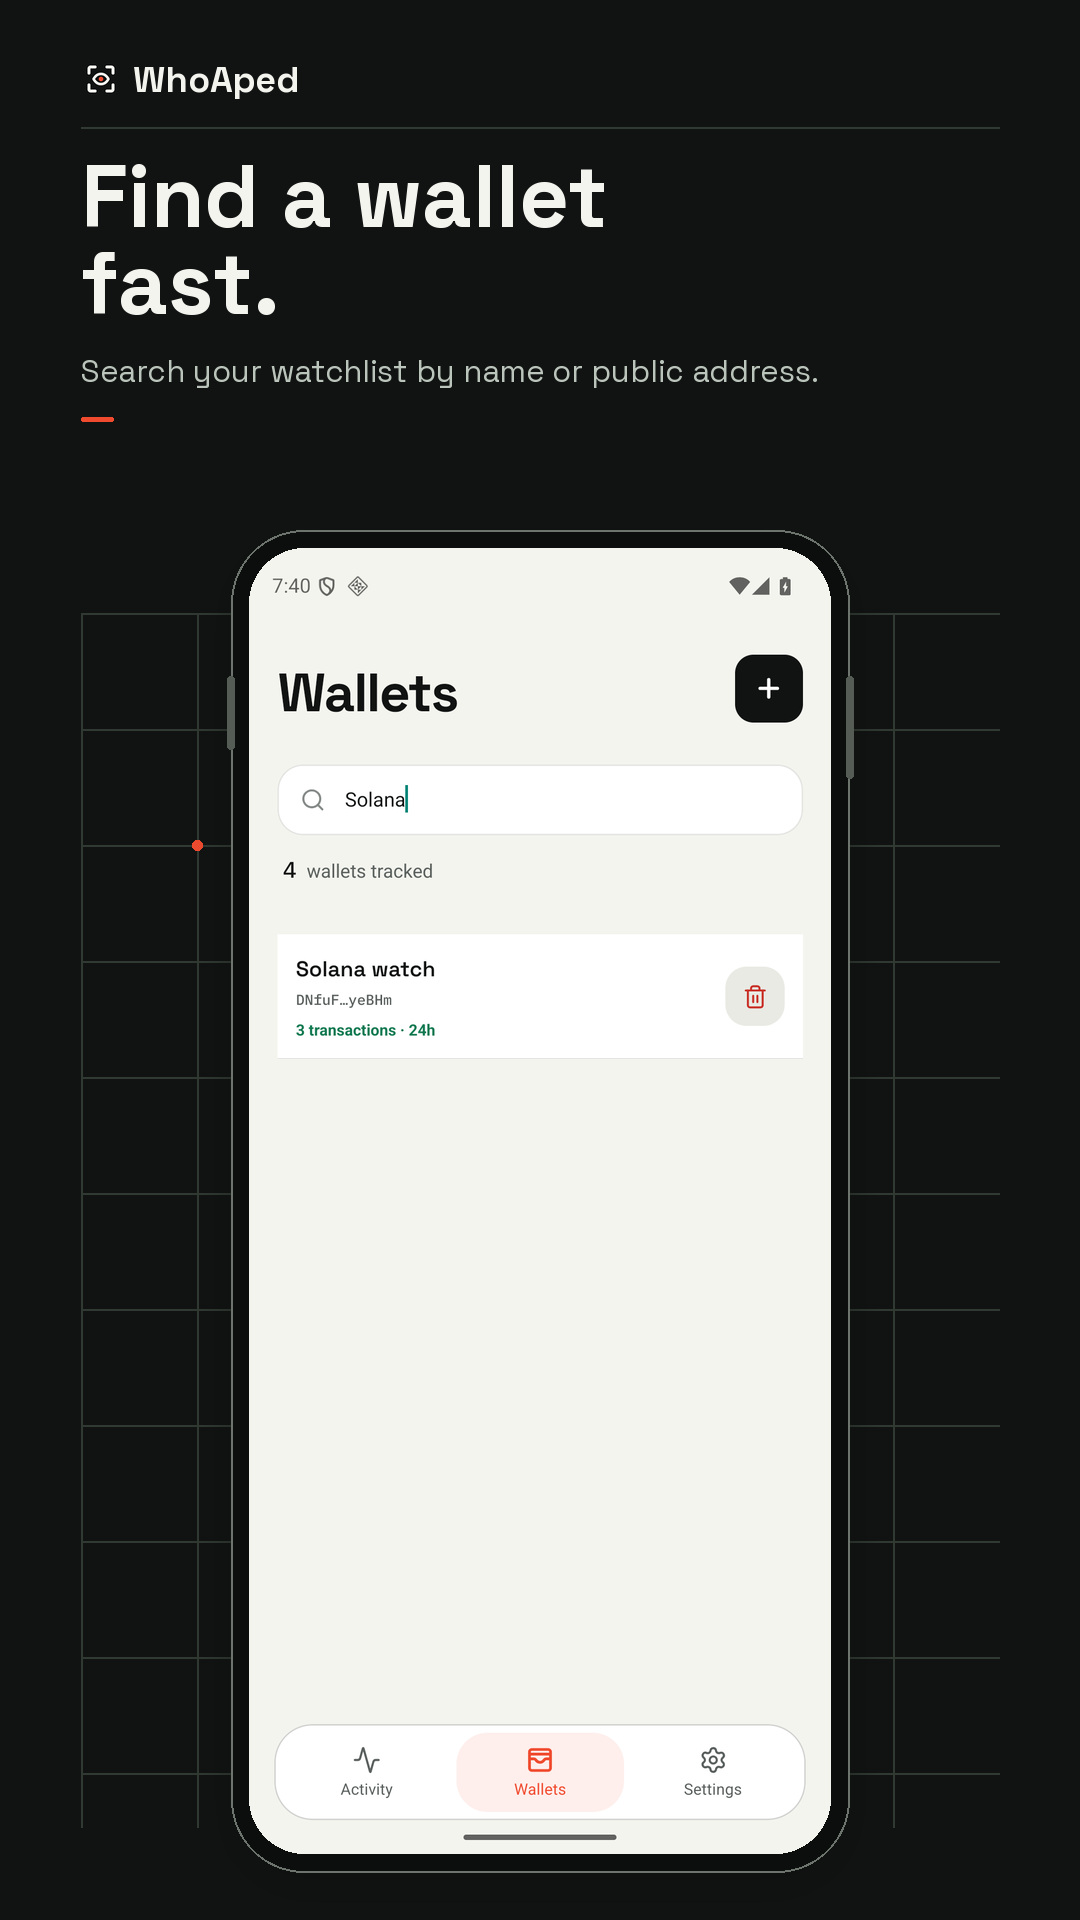 WhoAped
Find a wallet
fast.
Search your watchlist by name or public address.
7:40
Wallets
Solana
4 wallets tracked
Solana watch
DNfuF…yeBHm
3 transactions · 24h
Activity
Wallets
Settings